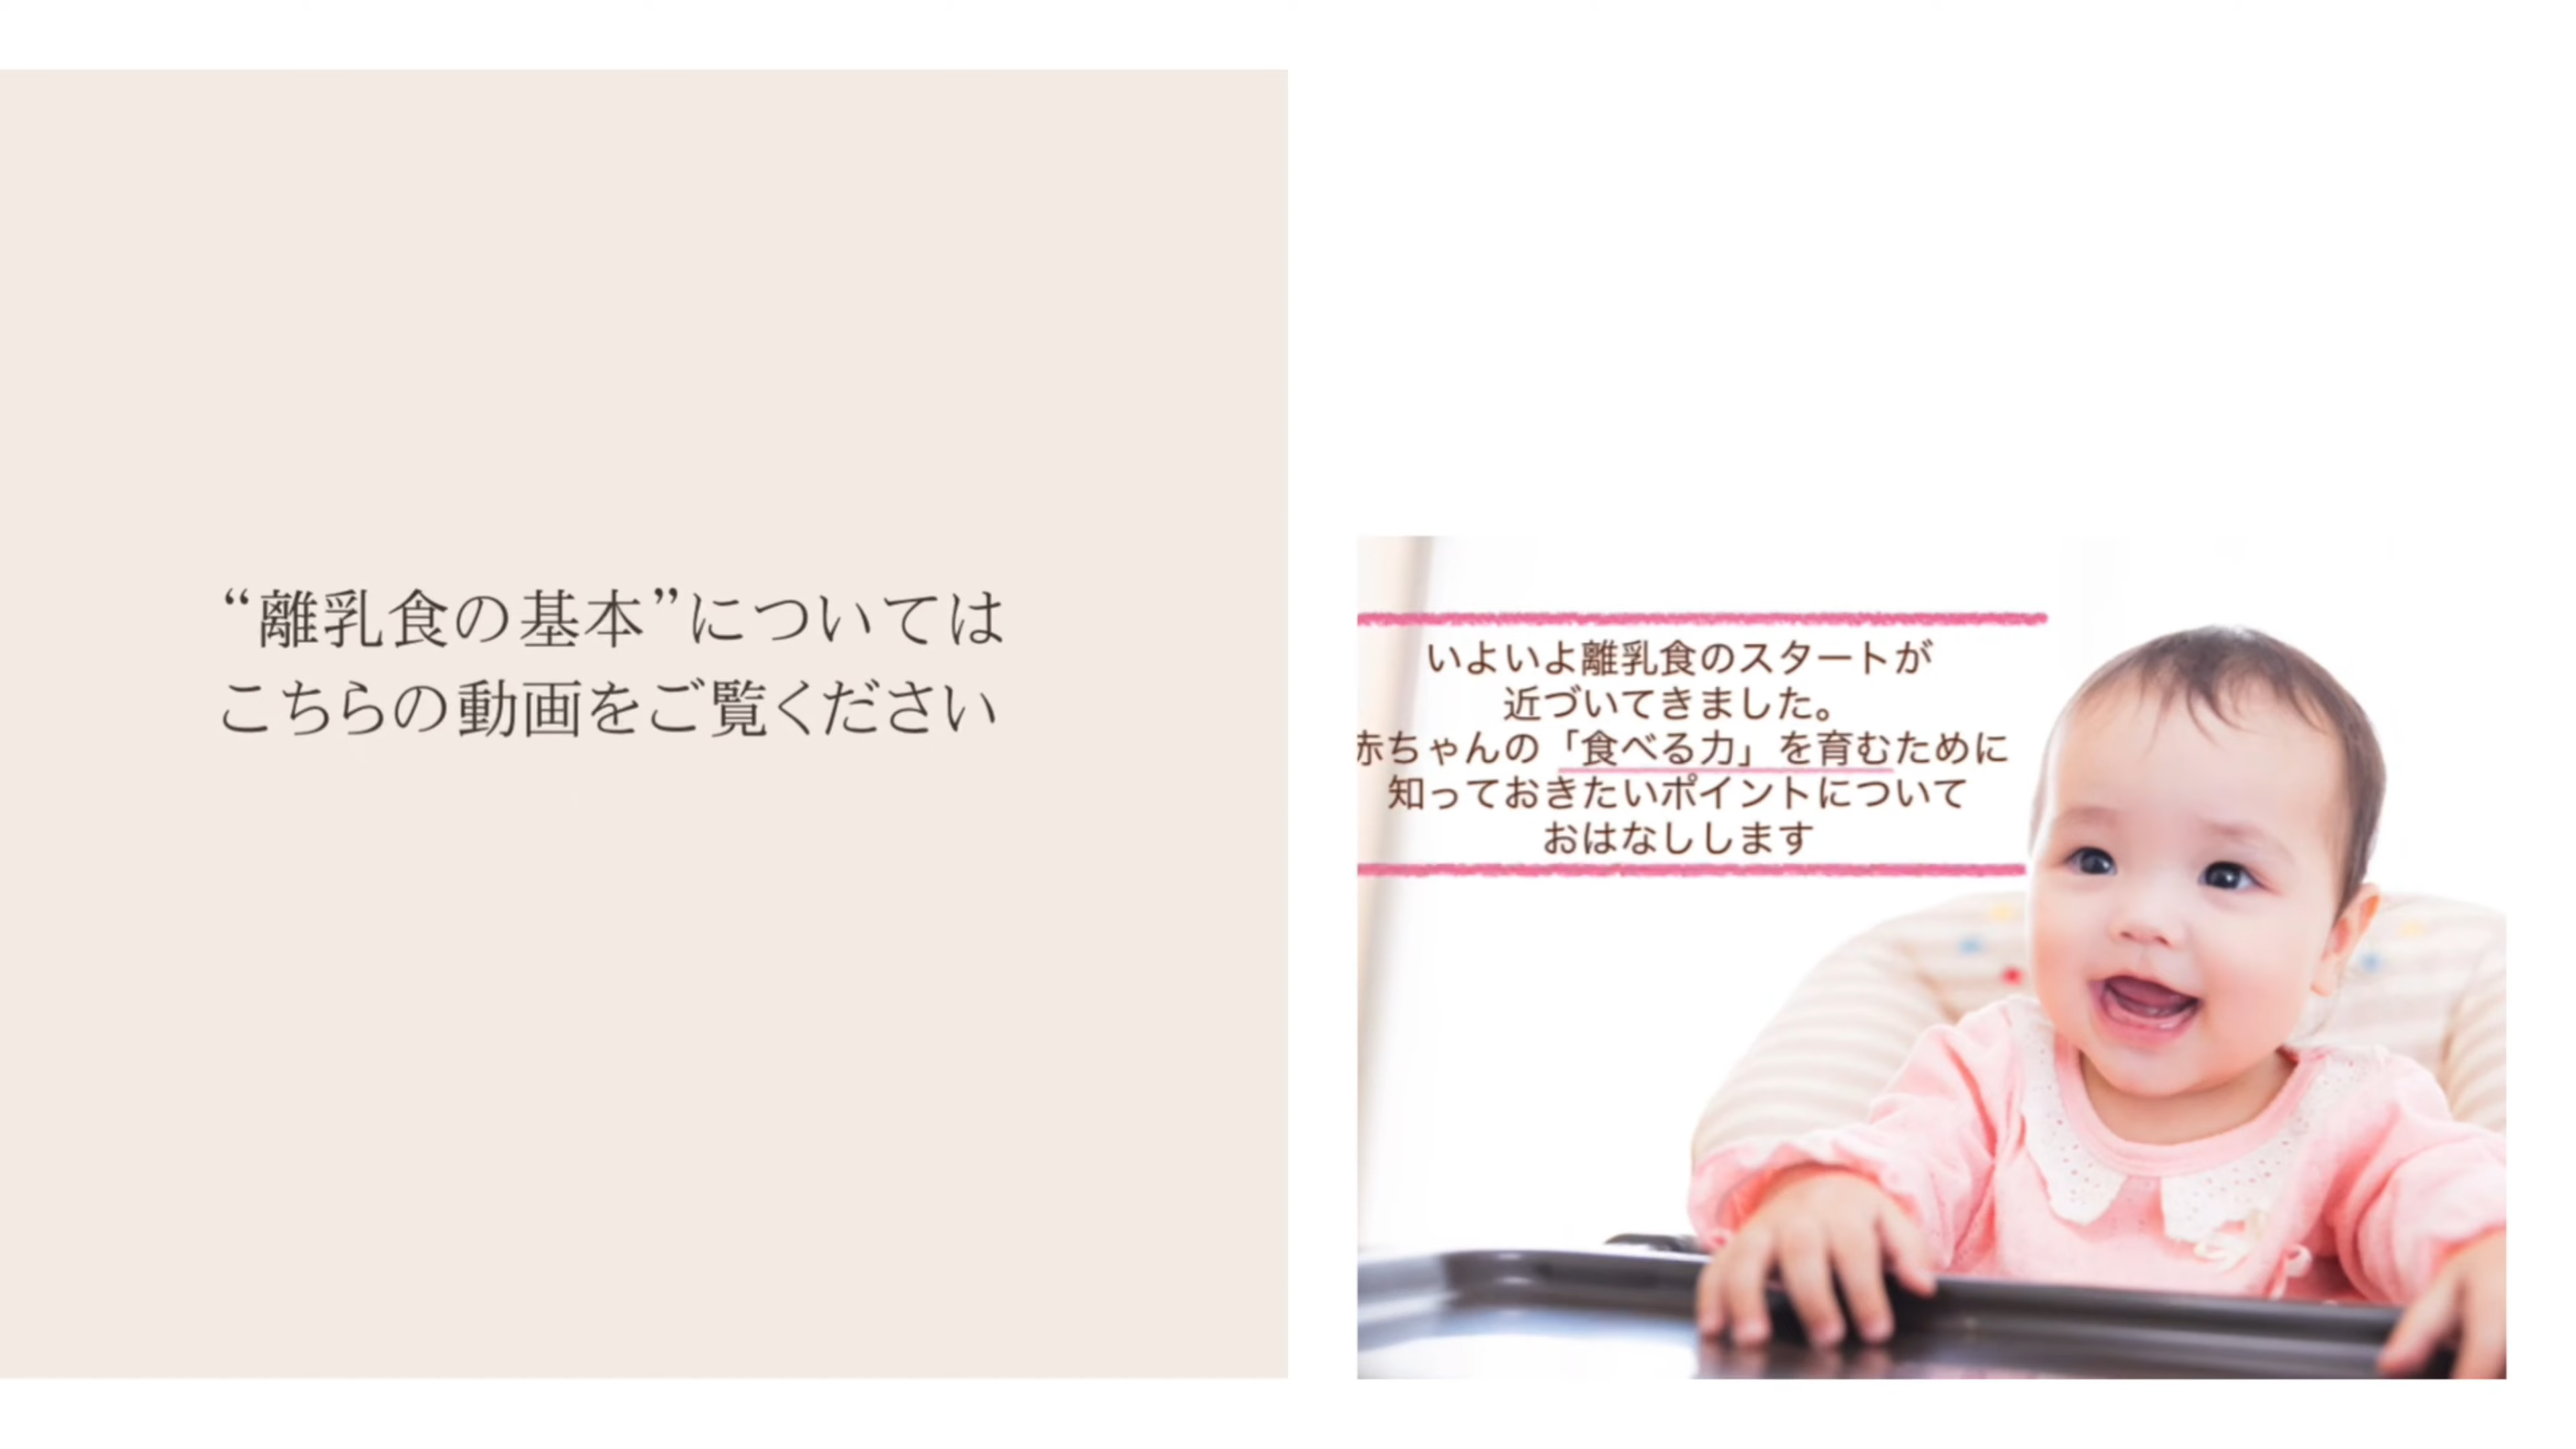 “離乳食の基本”については
こちらの動画をご覧ください
いよいよ離乳食のスタートが
近づいてきました。
赤ちゃんの「食べる力」を育むために
知っておきたいポイントについて
おはなしします